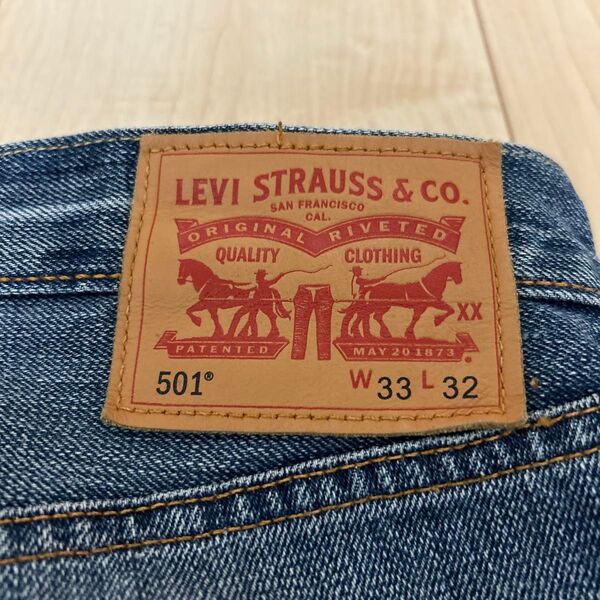 LEVI STRAUSS & CO.
SAN FRANCISCO
CAL.
ORIGINAL RIVETED
QUALITY CLOTHING
XX
PATENTED MAY 20 1873
®
501® W 33 L 32